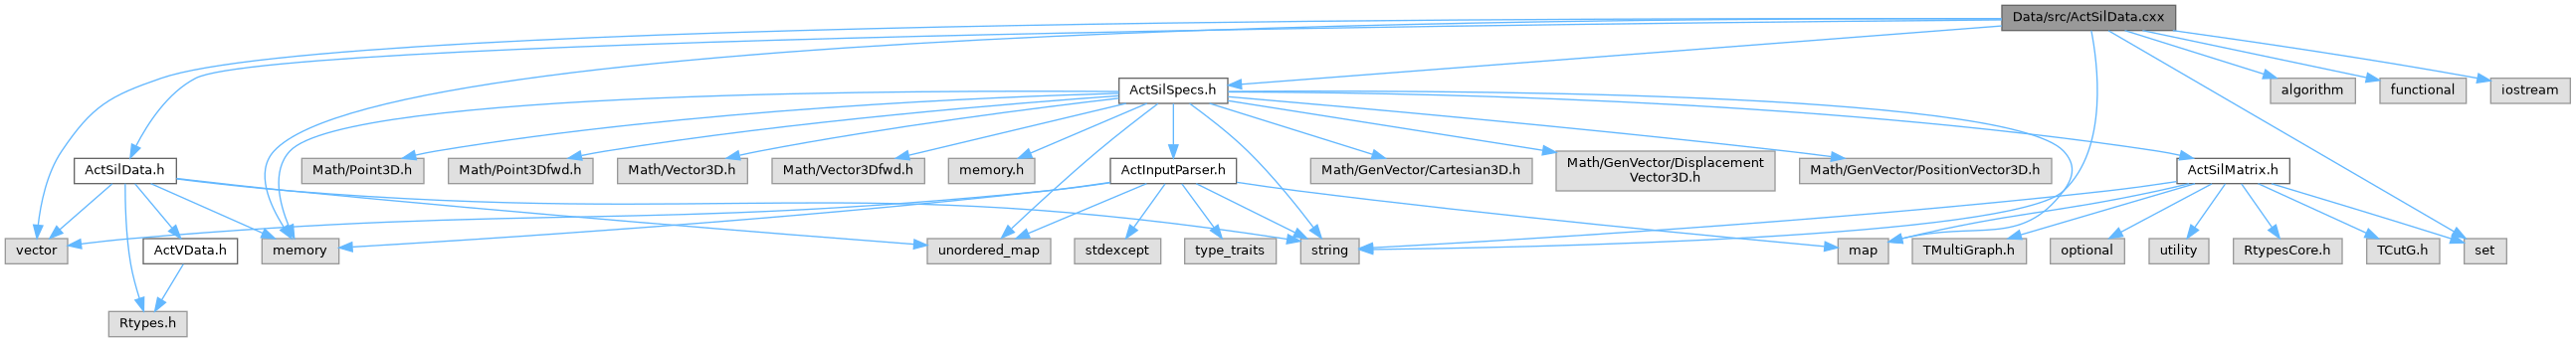 Data/src/ActSilData.cxx
ActSilSpecs.h
algorithm
functional
iostream
ActSilData.h
Math/Point3D.h
Math/Point3Dfwd.h
Math/Vector3D.h
Math/Vector3Dfwd.h
memory.h
ActInputParser.h
Math/GenVector/Cartesian3D.h
Math/GenVector/Displacement
Vector3D.h
Math/GenVector/PositionVector3D.h
ActSilMatrix.h
vector
ActVData.h
memory
unordered_map
stdexcept
type_traits
string
map
TMultiGraph.h
optional
utility
RtypesCore.h
TCutG.h
set
Rtypes.h